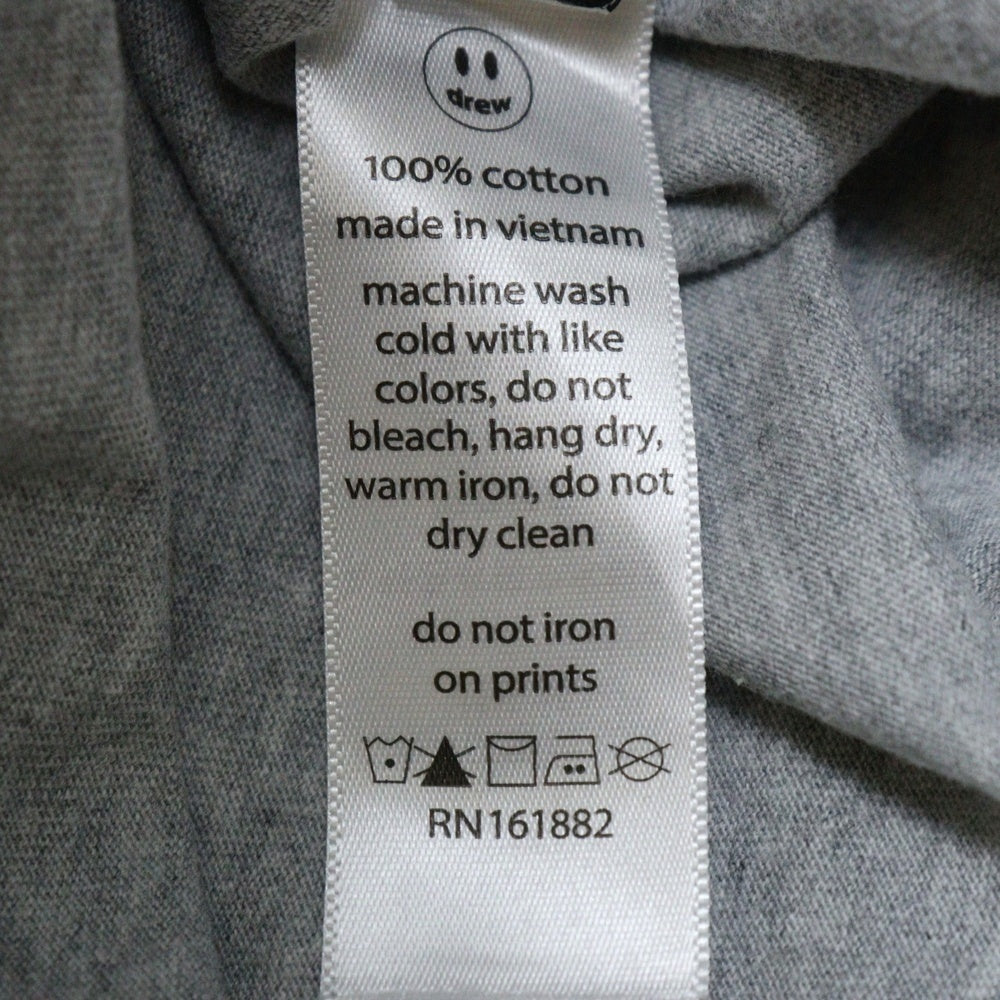 drew
100% cotton
made in vietnam
machine wash
cold with like
colors, do not
bleach, hang dry,
warm iron, do not
dry clean
do not iron
on prints
RN161882